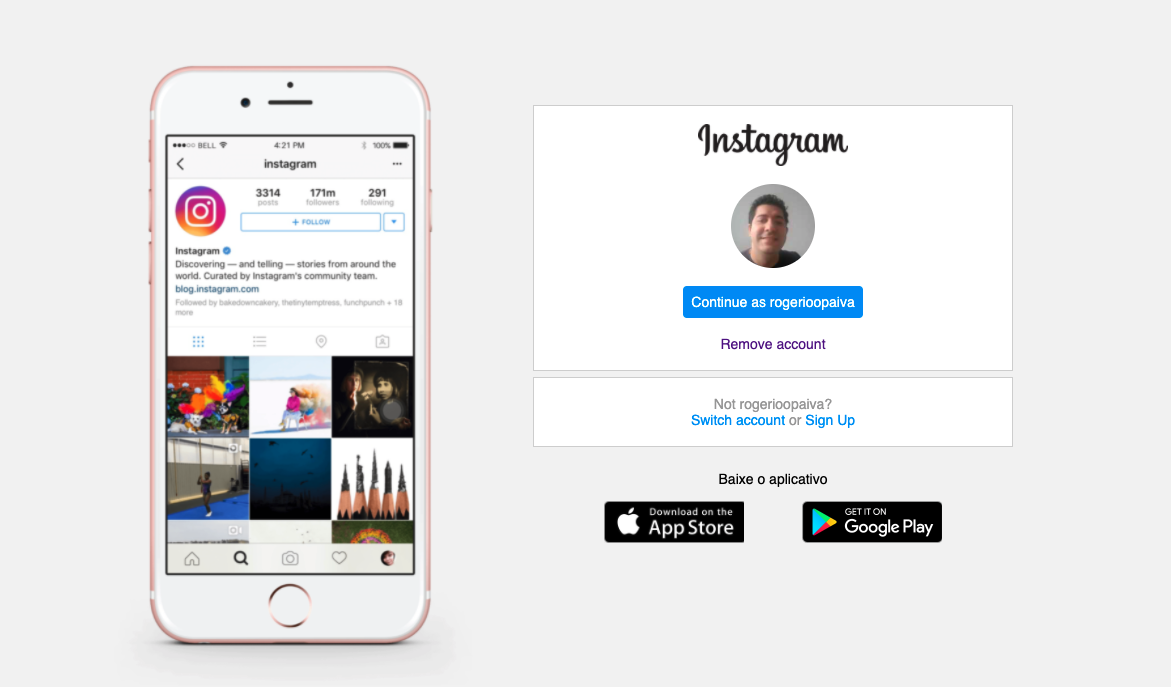 BELL
4:21 PM
100%
instagram
3314
171m
291
posts
followers
following
+ FOLLOW
Instagram
Discovering — and telling — stories from around the
world. Curated by Instagram's community team.
blog.instagram.com
Followed by bakedowncakery, thetinytemptress, funchpunch + 18
more
Instagram
Continue as rogerioopaiva
Remove account
Not rogerioopaiva?
Switch account or Sign Up
Baixe o aplicativo
Download on the
App Store
GET IT ON
Google Play